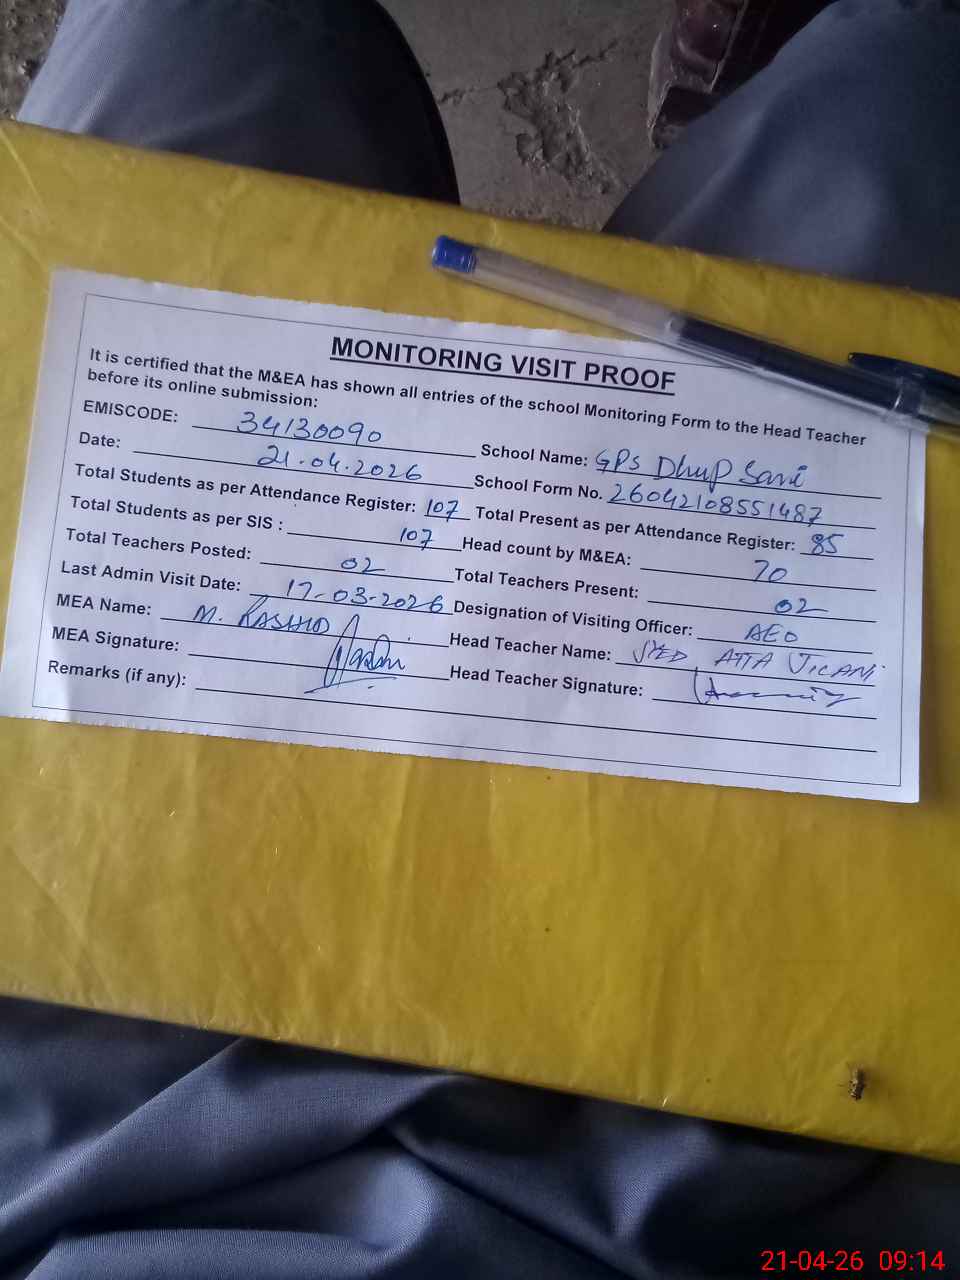 MONITORING VISIT PROOF
It is certified that the M&EA has shown all entries of the school Monitoring Form to the Head Teacher
before its online submission:
EMISCODE: 34130090 School Name: GPS Dhup Sari
Date: 21.04.2026 School Form No. 26042108551487
Total Students as per Attendance Register: 107 Total Present as per Attendance Register: 85
Total Students as per SIS : 107 Head count by M&EA: 70
Total Teachers Posted: 02 Total Teachers Present: 02
Last Admin Visit Date: 17-03-2026 Designation of Visiting Officer: AEO
MEA Name: M. RASHID Head Teacher Name: SYED ATTA JILANI
MEA Signature: Head Teacher Signature:
Remarks (if any):
21-04-26 09:14